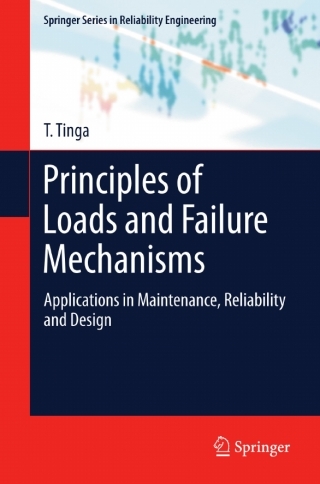 Springer Series in Reliability Engineering
T. Tinga
Principles of
Loads and Failure
Mechanisms
Applications in Maintenance, Reliability
and Design
Springer